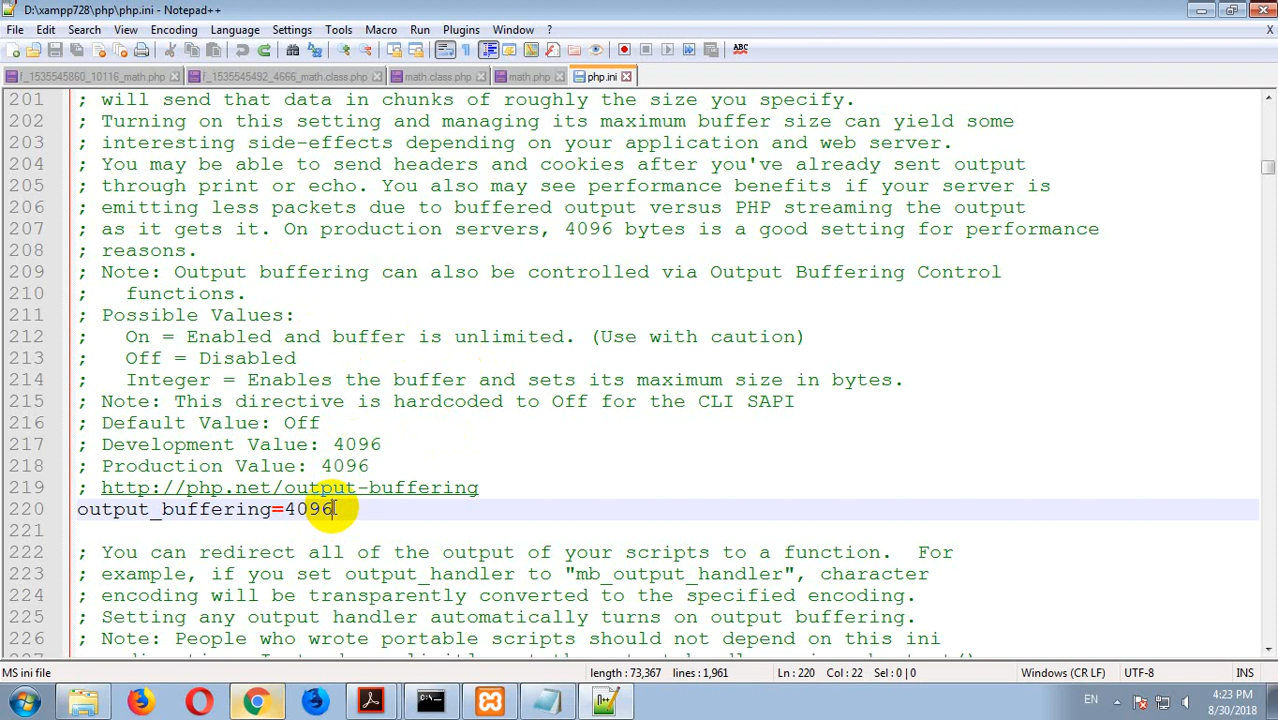 D:\xampp728\php\php.ini - Notepad++
File Edit Search View Encoding Language Settings Tools Macro Run Plugins Window ? X
f_1535545860_10116_math.php f_1535545492_4666_math.class.php math.class.php math.php php.ini
201 ; will send that data in chunks of roughly the size you specify.
202 ; Turning on this setting and managing its maximum buffer size can yield some
203 ; interesting side-effects depending on your application and web server.
204 ; You may be able to send headers and cookies after you've already sent output
205 ; through print or echo. You also may see performance benefits if your server is
206 ; emitting less packets due to buffered output versus PHP streaming the output
207 ; as it gets it. On production servers, 4096 bytes is a good setting for performance
208 ; reasons.
209 ; Note: Output buffering can also be controlled via Output Buffering Control
210 ;   functions.
211 ; Possible Values:
212 ;   On = Enabled and buffer is unlimited. (Use with caution)
213 ;   Off = Disabled
214 ;   Integer = Enables the buffer and sets its maximum size in bytes.
215 ; Note: This directive is hardcoded to Off for the CLI SAPI
216 ; Default Value: Off
217 ; Development Value: 4096
218 ; Production Value: 4096
219 ; http://php.net/output-buffering
220 output_buffering=4096
221
222 ; You can redirect all of the output of your scripts to a function.  For
223 ; example, if you set output_handler to "mb_output_handler", character
224 ; encoding will be transparently converted to the specified encoding.
225 ; Setting any output handler automatically turns on output buffering.
226 ; Note: People who wrote portable scripts should not depend on this ini
MS ini file length : 73,367 lines : 1,961 Ln : 220 Col : 22 Sel : 0 | 0 Windows (CR LF) UTF-8 INS
EN 4:23 PM
8/30/2018